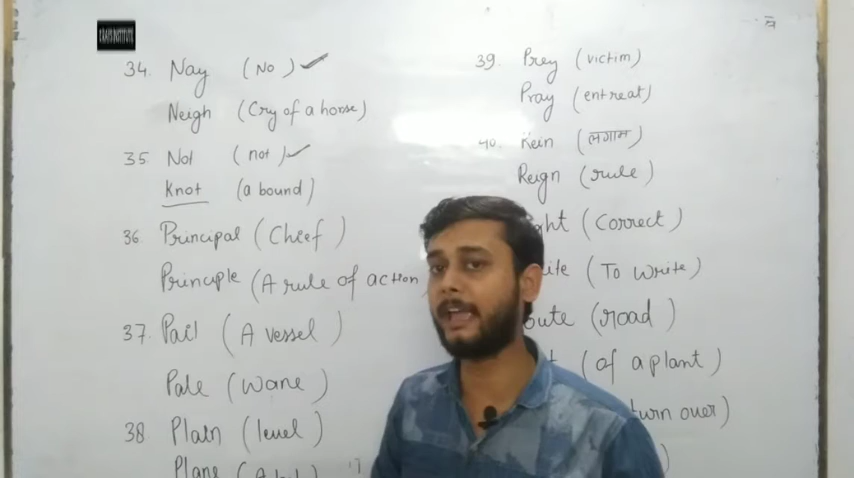 34. Nay (No)
Neigh (Cry of a horse)
35 Not (not)
Knot (a bound)
36. Principal (Chief)
Principle (A rule of action
37. Pail (A vessel)
Pale (wane)
38 Plain (level)
Plane
39. Prey (victim)
Pray (entreat)
40. Rein (लगाम)
Reign (rule)
ght (Correct)
ite (To write)
oute (road)
t (of a plant)
turn over)